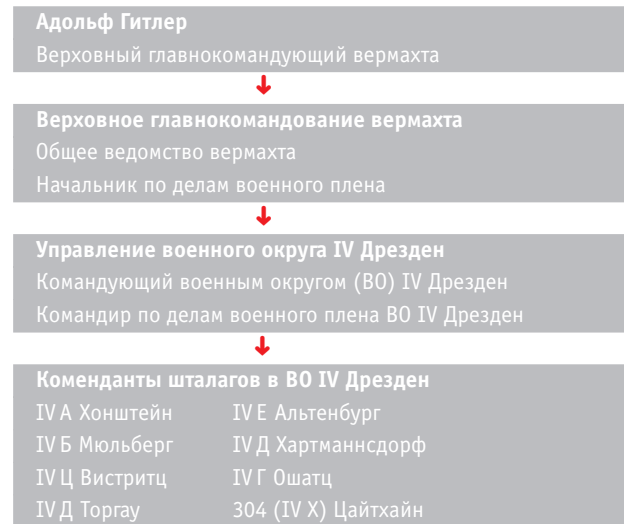 Адольф Гитлер
Верховный главнокомандующий вермахта
Верховное главнокомандование вермахта
Общее ведомство вермахта
Начальник по делам военного плена
Управление военного округа IV Дрезден
Командующий военным округом (ВО) IV Дрезден
Командир по делам военного плена ВО IV Дрезден
Коменданты шталагов в ВО IV Дрезден
IV А Хонштейн IV Е Альтенбург
IV Б Мюльберг IV Д Хартманнсдорф
IV Ц Вистритц IV Г Ошатц
IV Д Торгау 304 (IV Х) Цайтхайн